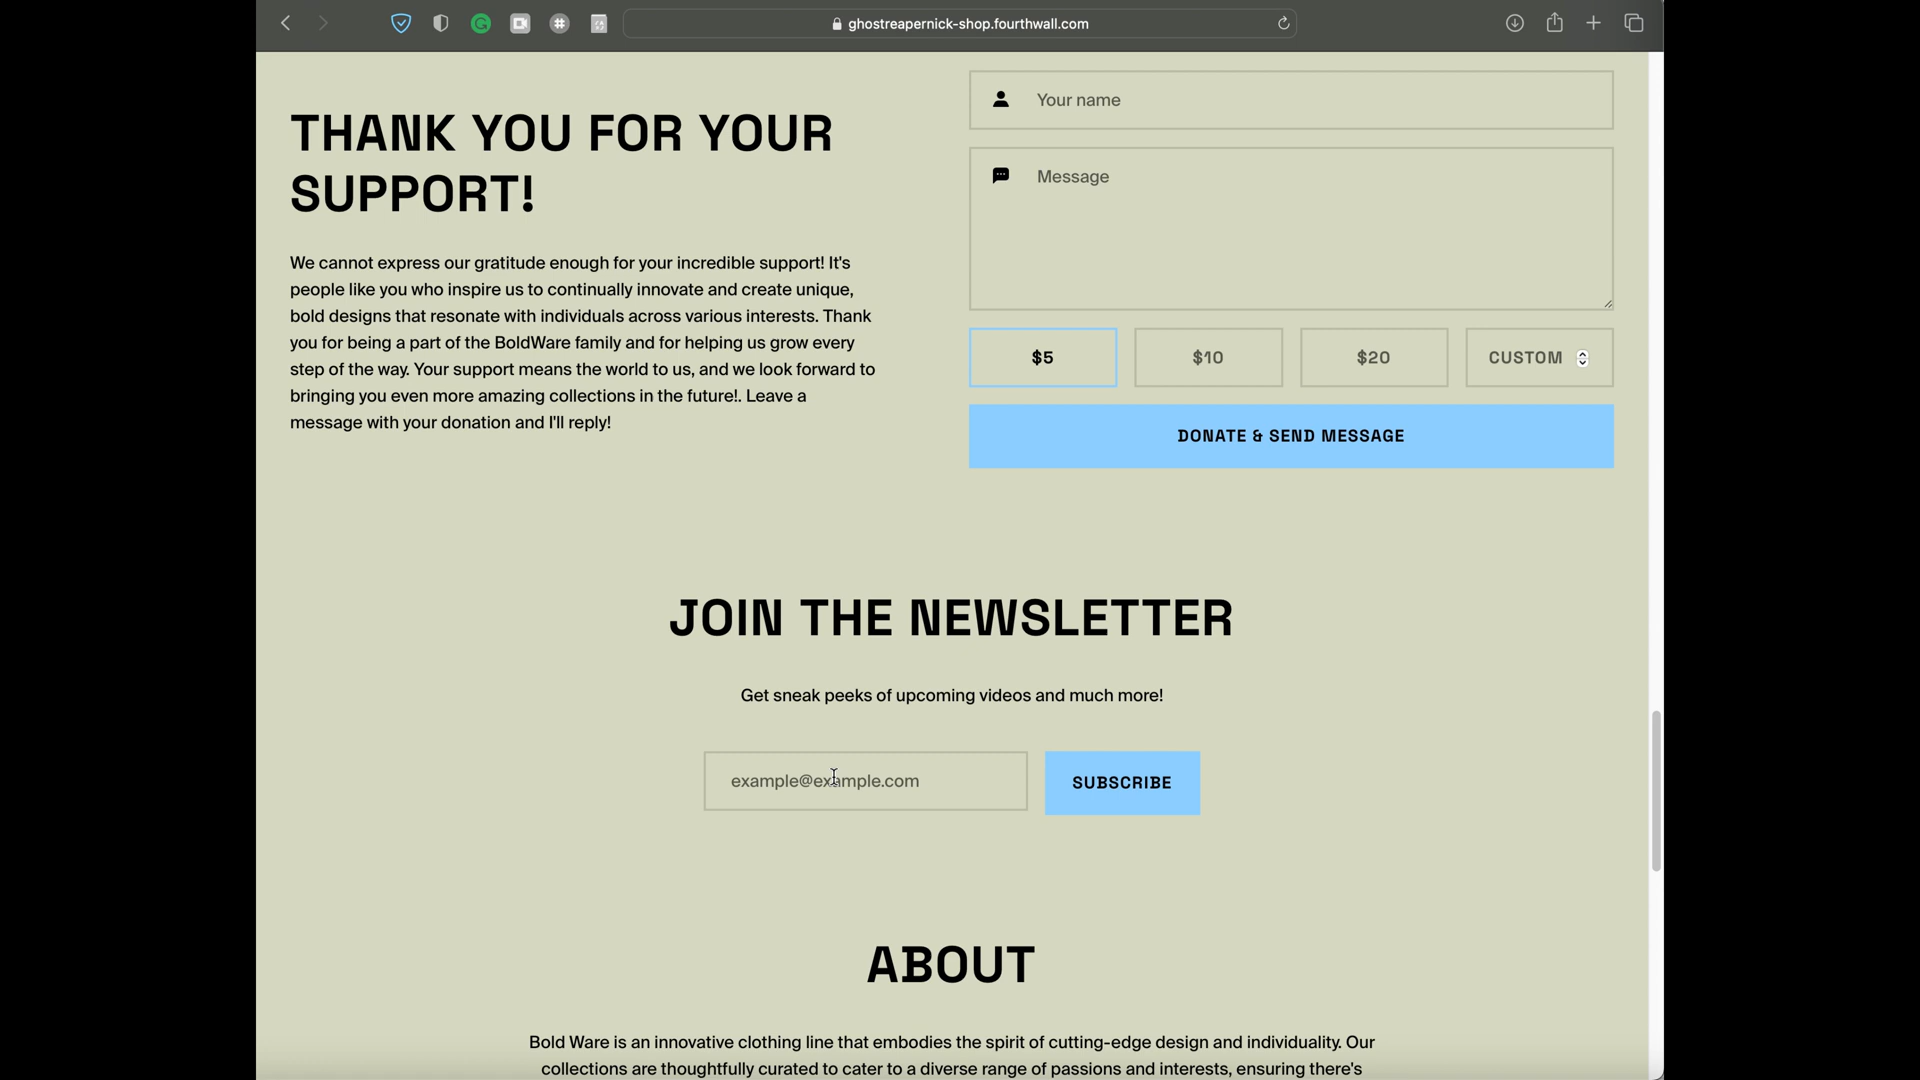 ghostreapernick-shop.fourthwall.com
THANK YOU FOR YOUR
SUPPORT!
We cannot express our gratitude enough for your incredible support! It's
people like you who inspire us to continually innovate and create unique,
bold designs that resonate with individuals across various interests. Thank
you for being a part of the BoldWare family and for helping us grow every
step of the way. Your support means the world to us, and we look forward to
bringing you even more amazing collections in the future!. Leave a
message with your donation and I'll reply!
Your name
Message
$5 $10 $20 CUSTOM
DONATE & SEND MESSAGE
JOIN THE NEWSLETTER
Get sneak peeks of upcoming videos and much more!
example@example.com
SUBSCRIBE
ABOUT
Bold Ware is an innovative clothing line that embodies the spirit of cutting-edge design and individuality. Our
collections are thoughtfully curated to cater to a diverse range of passions and interests, ensuring there's